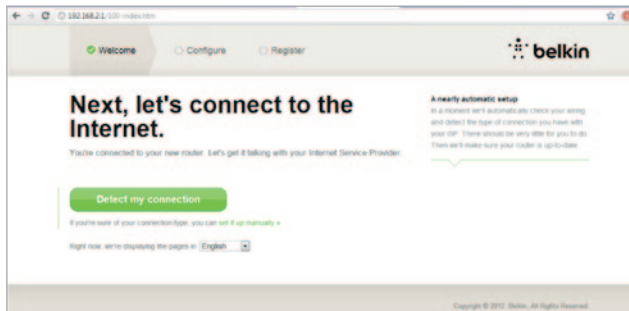 192.168.2.1/100-index.htm
Welcome
Configure
Register
belkin
Next, let's connect to the
Internet.
You're connected to your new router. Let's get it talking with your Internet Service Provider.
A nearly automatic setup
In a moment we'll automatically check your wiring
and detect the type of connection you have with
your ISP. There should be very little for you to do.
Then we'll make sure your router is up-to-date.
Detect my connection
If you're sure of your connection type, you can set it up manually »
Right now, we're displaying the pages in English
Copyright © 2012 Belkin, All Rights Reserved.